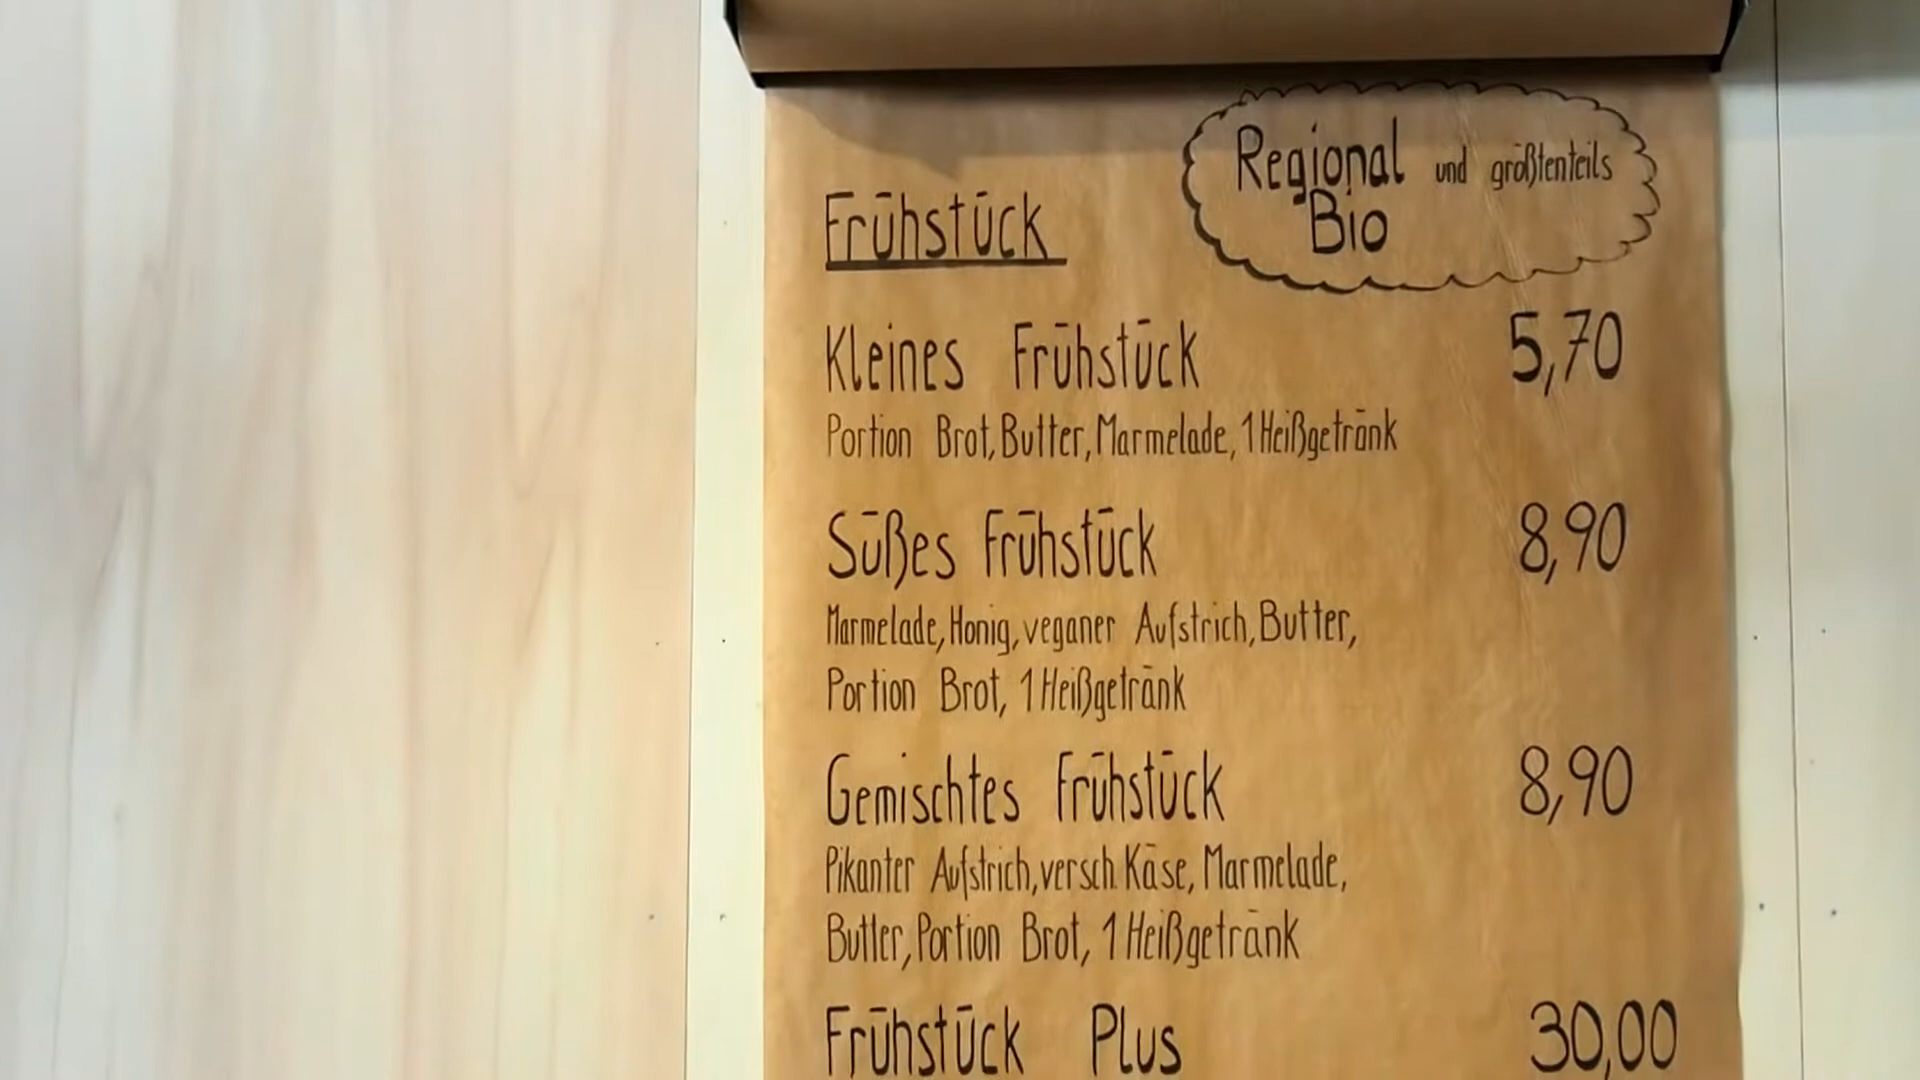 Regional und größtenteils
Bio
Frühstück
Kleines Frühstück 5,70
Portion Brot, Butter, Marmelade, 1 Heißgetränk
Süßes Frühstück 8,90
Marmelade, Honig, veganer Aufstrich, Butter,
Portion Brot, 1 Heißgetränk
Gemischtes Frühstück 8,90
Pikanter Aufstrich, versch. Käse, Marmelade,
Butter, Portion Brot, 1 Heißgetränk
Frühstück Plus 30,00